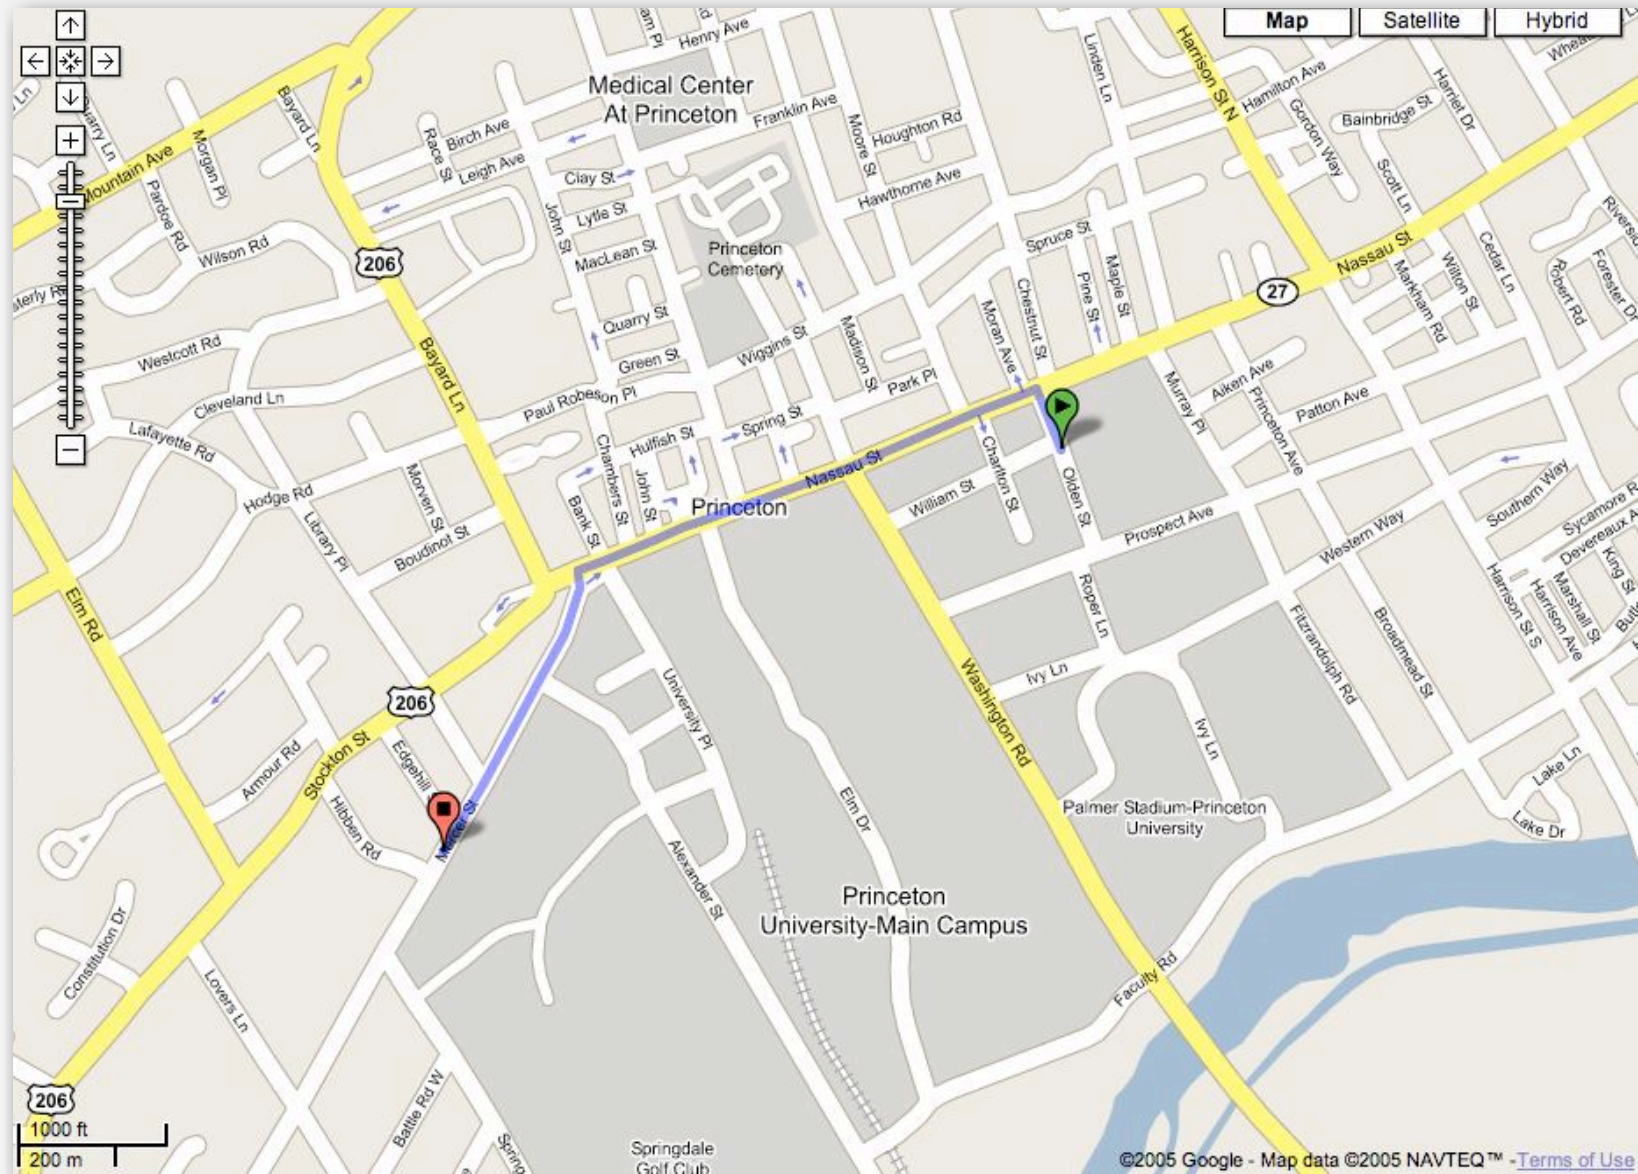 Map
Satellite
Hybrid
Henry Ave
Linden Ln
Harrison St N
Hamilton Ave
Harriet Dr
Gordon Way
Bainbridge St
Medical Center
At Princeton
Franklin Ave
Moore St
Houghton Rd
Hawthorne Ave
Bayard Ln
Race St
Birch Ave
Leigh Ave
Clay St
Lytle St
John St
MacLean St
Mountain Ave
Morgan Pl
Pardoe Rd
Wilson Rd
206
Princeton
Cemetery
Scott Ln
Spruce St
Nassau St
Cedar Ln
Wilton St
Markham Rd
Robert Rd
Forester Dr
27
Maple St
Pine St
Chestnut St
Moran Ave
Madison St
Wiggins St
Quarry St
Green St
Paul Robeson Pl
Park Pl
Spring St
Hulfish St
Chambers St
John St
Bank St
Westcott Rd
Cleveland Ln
Lafayette Rd
Bayard Ln
Hodge Rd
Morven St
Library Pl
Boudinot St
Princeton
Nassau St
Charlton St
William St
Olden St
Murray Pl
Aiken Ave
Princeton Ave
Patton Ave
Prospect Ave
Western Way
Southern Way
Harrison St S
Harrison Ave
Marshall St
King St
Roper Ln
Fitzrandolph Rd
Broadmead St
Ivy Ln
Ivy Ln
Washington Rd
University Pl
Elm Dr
Elm Rd
206
Stockton St
Armour Rd
Edgehill
Hibben Rd
Mercer St
Alexander St
Palmer Stadium-Princeton
University
Lake Ln
Lake Dr
Princeton
University-Main Campus
Faculty Rd
Constitution Dr
Lovers Ln
Battle Rd W
206
1000 ft
200 m
Springdale
Golf Club
©2005 Google - Map data ©2005 NAVTEQ™ - Terms of Use